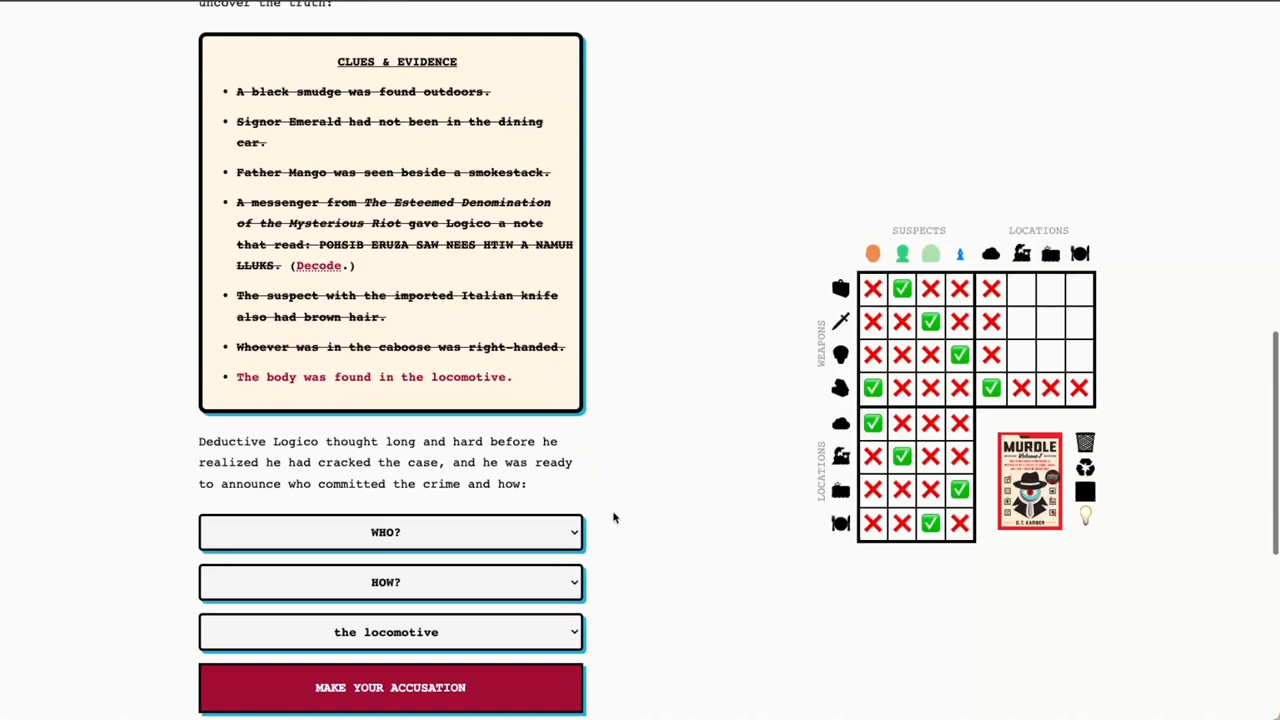 uncover the truth:
CLUES & EVIDENCE
• A black smudge was found outdoors.
• Signor Emerald had not been in the dining
car.
• Father Mango was seen beside a smokestack.
• A messenger from The Esteemed Denomination
of the Mysterious Riot gave Logico a note
that read: POHSIB ERUZA SAW NEES HTIW A NAMUH
LLUKS. (Decode.)
• The suspect with the imported Italian knife
also had brown hair.
• Whoever was in the caboose was right-handed.
• The body was found in the locomotive.
Deductive Logico thought long and hard before he
realized he had cracked the case, and he was ready
to announce who committed the crime and how:
WHO?
HOW?
the locomotive
MAKE YOUR ACCUSATION
SUSPECTS
LOCATIONS
WEAPONS
LOCATIONS
MURDLE
Volume 1
G.T. KARBER